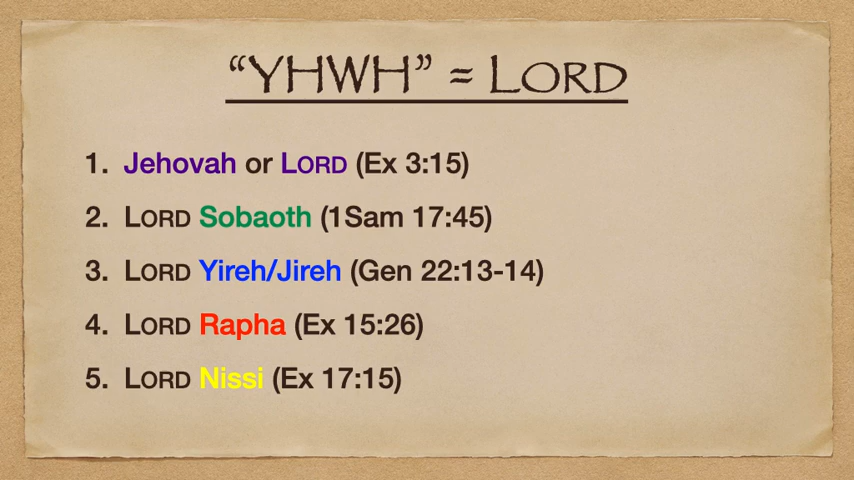 “YHWH” = LORD
1. Jehovah or LORD (Ex 3:15)
2. LORD Sobaoth (1Sam 17:45)
3. LORD Yireh/Jireh (Gen 22:13-14)
4. LORD Rapha (Ex 15:26)
5. LORD Nissi (Ex 17:15)